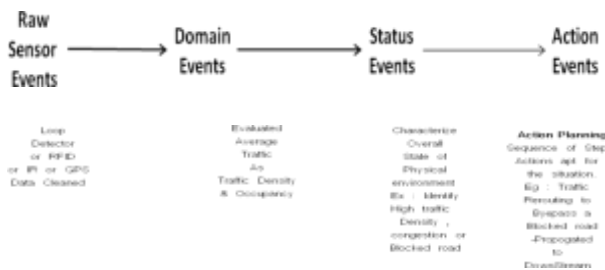 Raw
Sensor
Events
Domain
Events
Status
Events
Action
Events
Loop
Detector
or RFID
or IR or GPS
Data Cleaned
Evaluated
Average
Traffic
As
Traffic Density
& Occupancy
Characterize
Overall
State of
Physical
environment
Ex : Identify
High traffic
Density ,
congestion or
Blocked road
Action Planning
Sequence of Step
Actions apt for
the situation.
Eg : Traffic
Rerouting to
Byepass a
Blocked road
-Propogated
to
DownStream